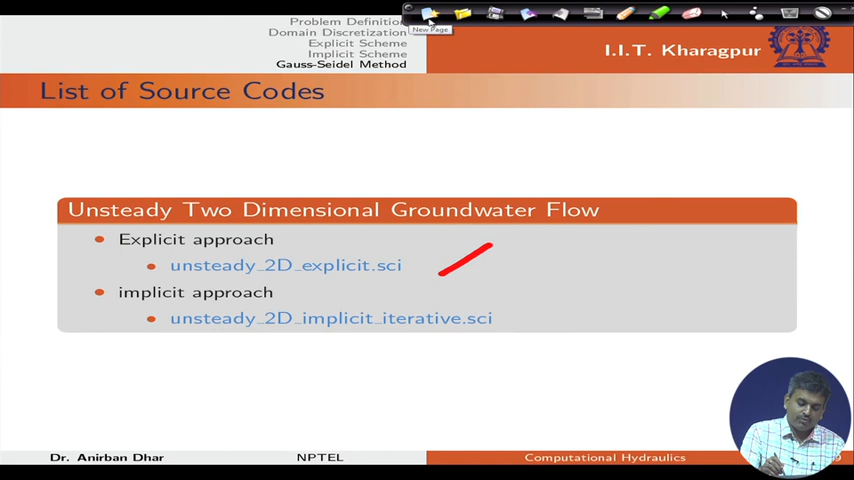 Problem Definition
Domain Discretization
Explicit Scheme
Implicit Scheme
Gauss-Seidel Method
New Page
I.I.T. Kharagpur
List of Source Codes
Unsteady Two Dimensional Groundwater Flow
Explicit approach
unsteady_2D_explicit.sci
implicit approach
unsteady_2D_implicit_iterative.sci
Dr. Anirban Dhar
NPTEL
Computational Hydraulics